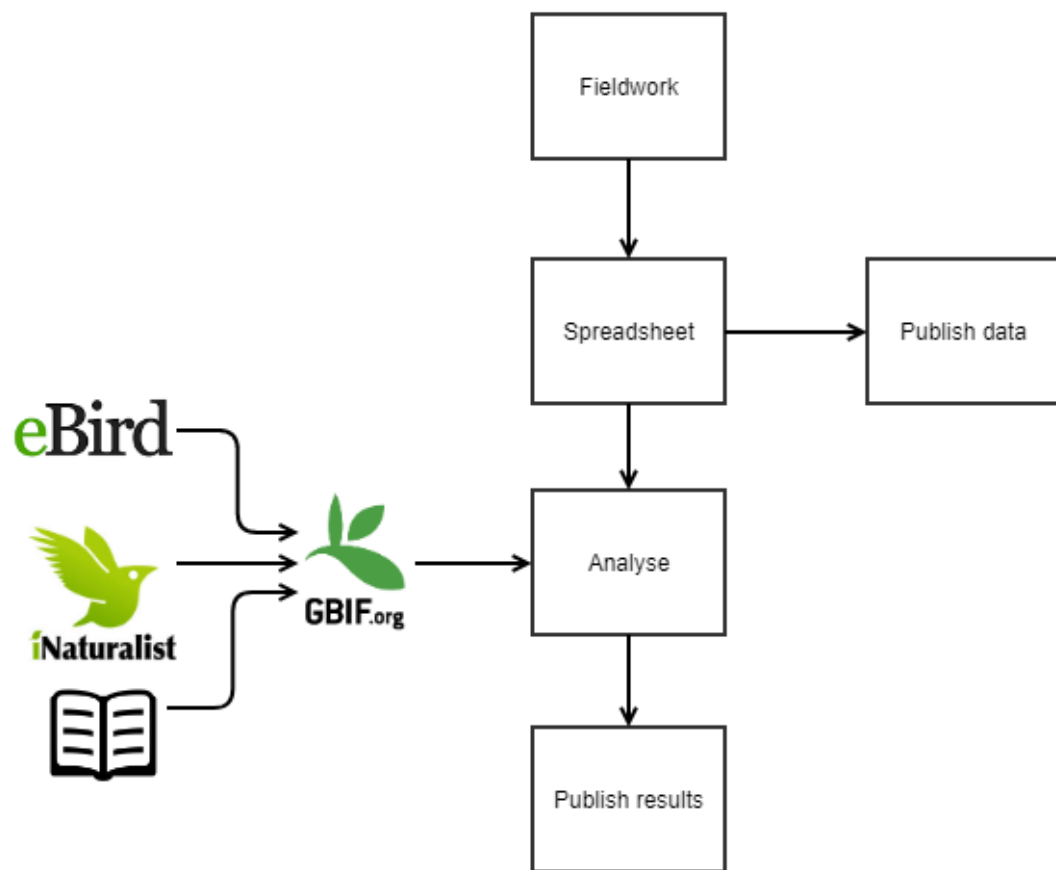 Fieldwork
Spreadsheet
Publish data
eBird
iNaturalist
GBIF.org
Analyse
Publish results